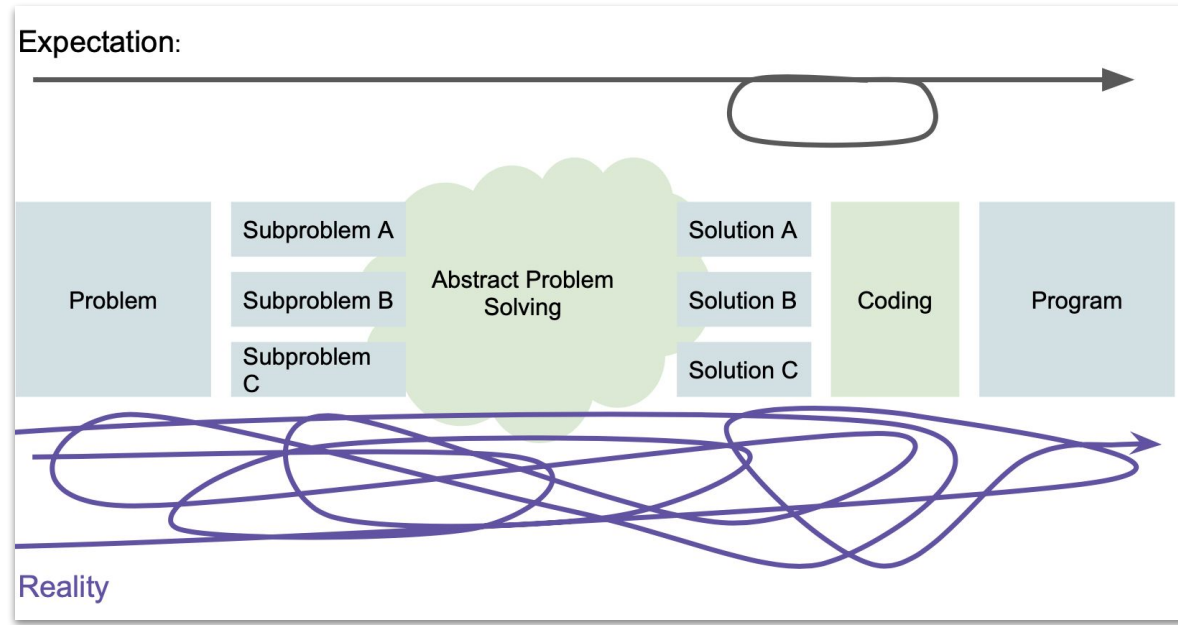 Expectation:
Subproblem A
Solution A
Problem
Subproblem B
Abstract Problem
Solving
Solution B
Coding
Program
Subproblem
C
Solution C
Reality